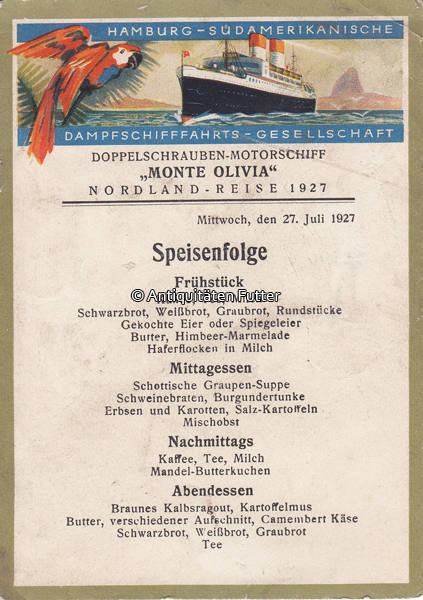 HAMBURG-SÜDAMERIKANISCHE
DAMPFSCHIFFFAHRTS-GESELLSCHAFT
DOPPELSCHRAUBEN-MOTORSCHIFF
„MONTE OLIVIA“
NORDLAND-REISE 1927
Mittwoch, den 27. Juli 1927
Speisenfolge
Frühstück
© Antiquitäten Futter
Schwarzbrot, Weißbrot, Graubrot, Rundstücke
Gekochte Eier oder Spiegeleier
Butter, Himbeer-Marmelade
Haferflocken in Milch
Mittagessen
Schottische Graupen-Suppe
Schweinebraten, Burgundertunke
Erbsen und Karotten, Salz-Kartoffeln
Mischobst
Nachmittags
Kaffee, Tee, Milch
Mandel-Butterkuchen
Abendessen
Braunes Kalbsragout, Kartoffelmus
Butter, verschiedener Aufschnitt, Camembert Käse
Schwarzbrot, Weißbrot, Graubrot
Tee